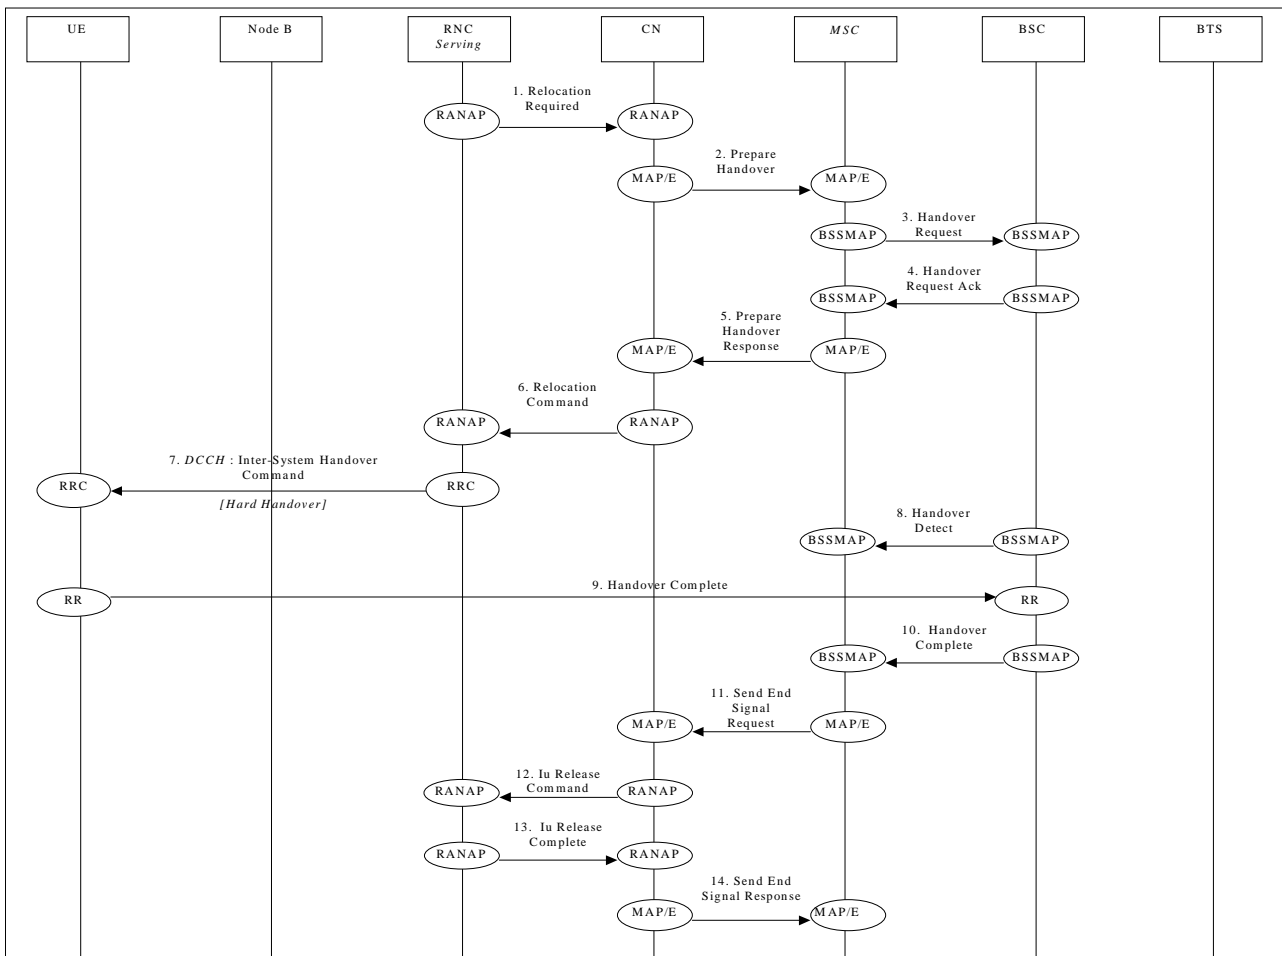 UE
Node B
RNC
Serving
CN
MSC
BSC
BTS
1. Relocation
Required
RANAP
RANAP
2. Prepare
Handover
MAP/E
MAP/E
3. Handover
Request
BSSMAP
BSSMAP
4. Handover
Request Ack
BSSMAP
BSSMAP
5. Prepare
Handover
Response
MAP/E
MAP/E
6. Relocation
Command
RANAP
RANAP
7. DCCH : Inter-System Handover
Command
RRC
RRC
[Hard Handover]
8. Handover
Detect
BSSMAP
BSSMAP
9. Handover Complete
RR
RR
10. Handover
Complete
BSSMAP
BSSMAP
11. Send End
Signal
Request
MAP/E
MAP/E
12. Iu Release
Command
RANAP
RANAP
13. Iu Release
Complete
RANAP
RANAP
14. Send End
Signal Response
MAP/E
MAP/E